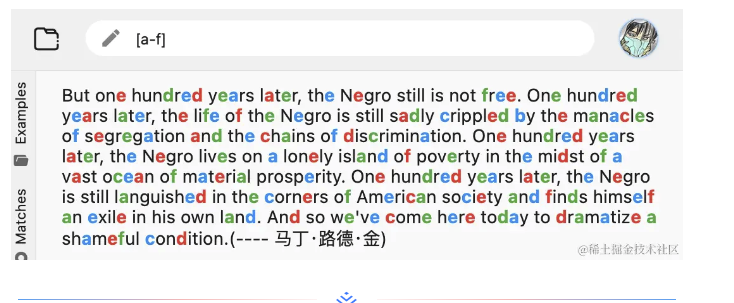 [a-f]
Examples
Matches
But one hundred years later, the Negro still is not free. One hundred
years later, the life of the Negro is still sadly crippled by the manacles
of segregation and the chains of discrimination. One hundred years
later, the Negro lives on a lonely island of poverty in the midst of a
vast ocean of material prosperity. One hundred years later, the Negro
is still languished in the corners of American society and finds himself
an exile in his own land. And so we've come here today to dramatize a
shameful condition.(---- 马丁·路德·金)
@稀土掘金技术社区